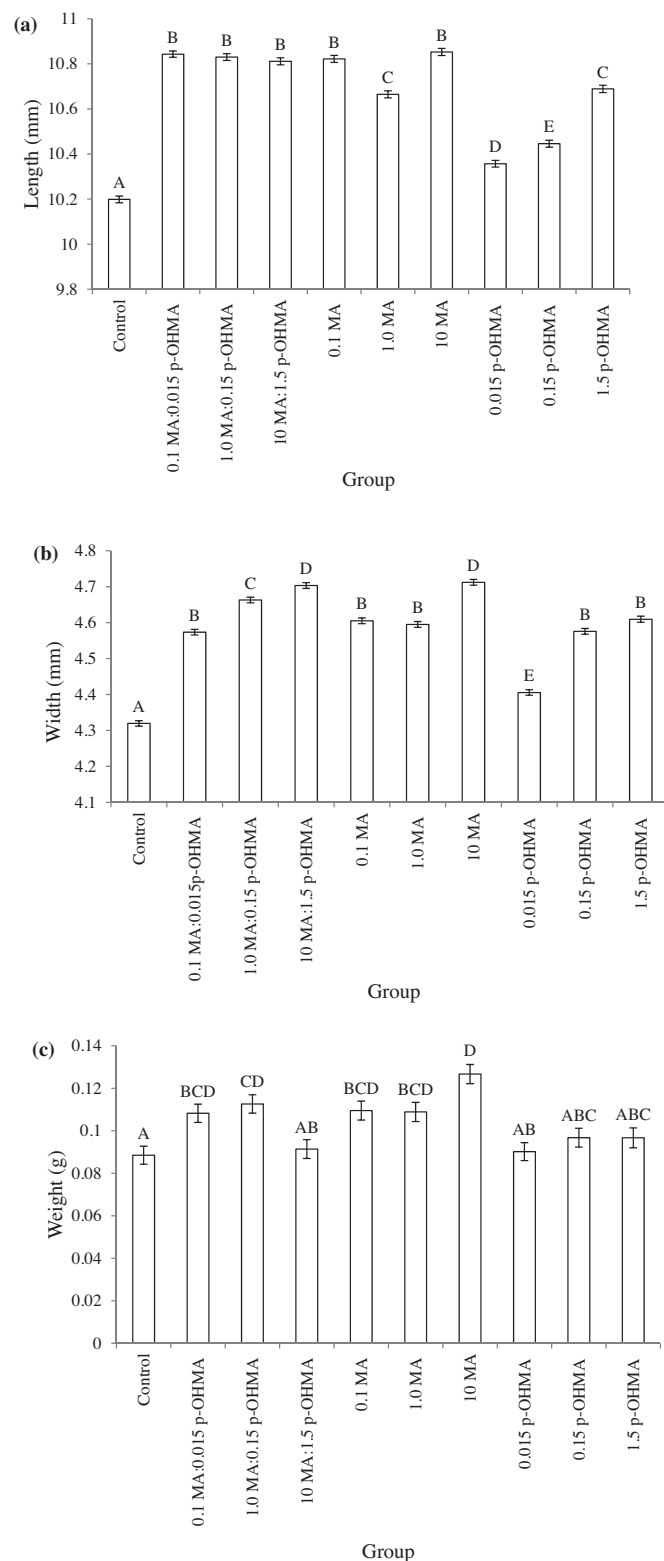 (a)
11
10.8
10.6
10.4
10.2
10
9.8
Length (mm)
A
B
B
B
B
C
B
D
E
C
Control
0.1 MA:0.015 p-OHMA
1.0 MA:0.15 p-OHMA
10 MA:1.5 p-OHMA
0.1 MA
1.0 MA
10 MA
0.015 p-OHMA
0.15 p-OHMA
1.5 p-OHMA
Group
(b)
4.8
4.7
4.6
4.5
4.4
4.3
4.2
4.1
Width (mm)
A
B
C
D
B
B
D
E
B
B
Control
0.1 MA:0.015p-OHMA
1.0 MA:0.15 p-OHMA
10 MA:1.5 p-OHMA
0.1 MA
1.0 MA
10 MA
0.015 p-OHMA
0.15 p-OHMA
1.5 p-OHMA
Group
(c)
0.14
0.12
0.1
0.08
0.06
0.04
0.02
0
Weight (g)
A
BCD
CD
AB
BCD
BCD
D
AB
ABC
ABC
Control
0.1 MA:0.015 p-OHMA
1.0 MA:0.15 p-OHMA
10 MA:1.5 p-OHMA
0.1 MA
1.0 MA
10 MA
0.015 p-OHMA
0.15 p-OHMA
1.5 p-OHMA
Group